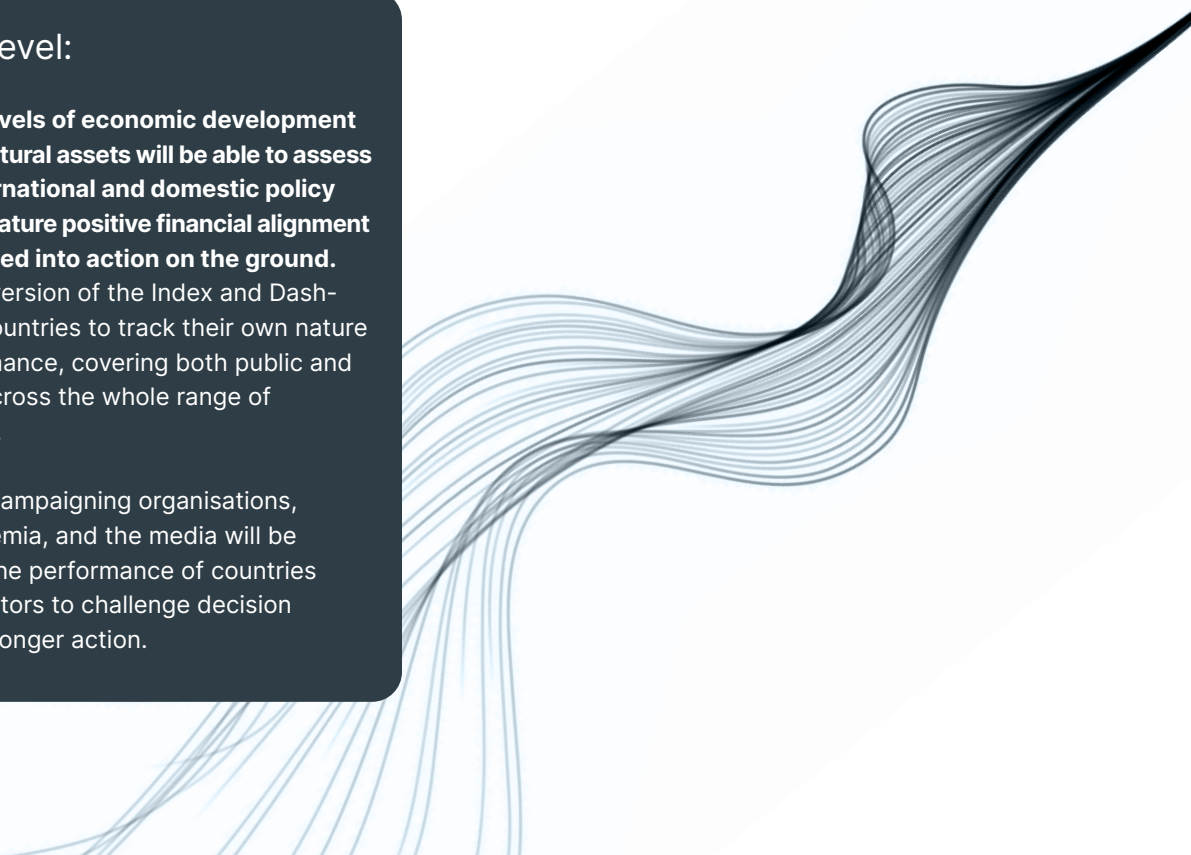 evel:
vels of economic development
tural assets will be able to assess
rnational and domestic policy
ature positive financial alignment
ed into action on the ground.
ersion of the Index and Dash-
ountries to track their own nature
nance, covering both public and
cross the whole range of
.
ampaigning organisations,
emia, and the media will be
he performance of countries
tors to challenge decision
onger action.